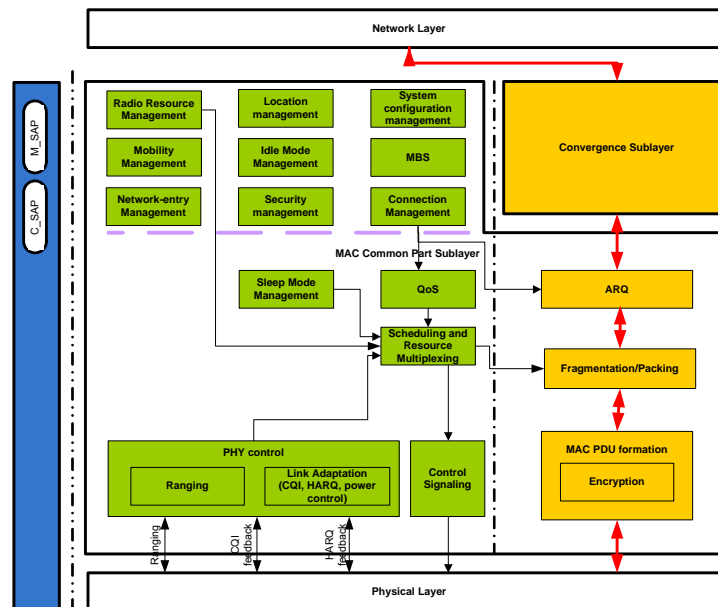 Network Layer
M_SAP
C_SAP
Radio Resource
Management
Location
management
System
configuration
management
Mobility
Management
Idle Mode
Management
MBS
Network-entry
Management
Security
management
Connection
Management
Convergence Sublayer
MAC Common Part Sublayer
Sleep Mode
Management
QoS
ARQ
Scheduling and
Resource
Multiplexing
Fragmentation/Packing
PHY control
Ranging
Link Adaptation
(CQI, HARQ, power
control)
Control
Signaling
MAC PDU formation
Encryption
Ranging
CQI
feedback
HARQ
feedback
Physical Layer